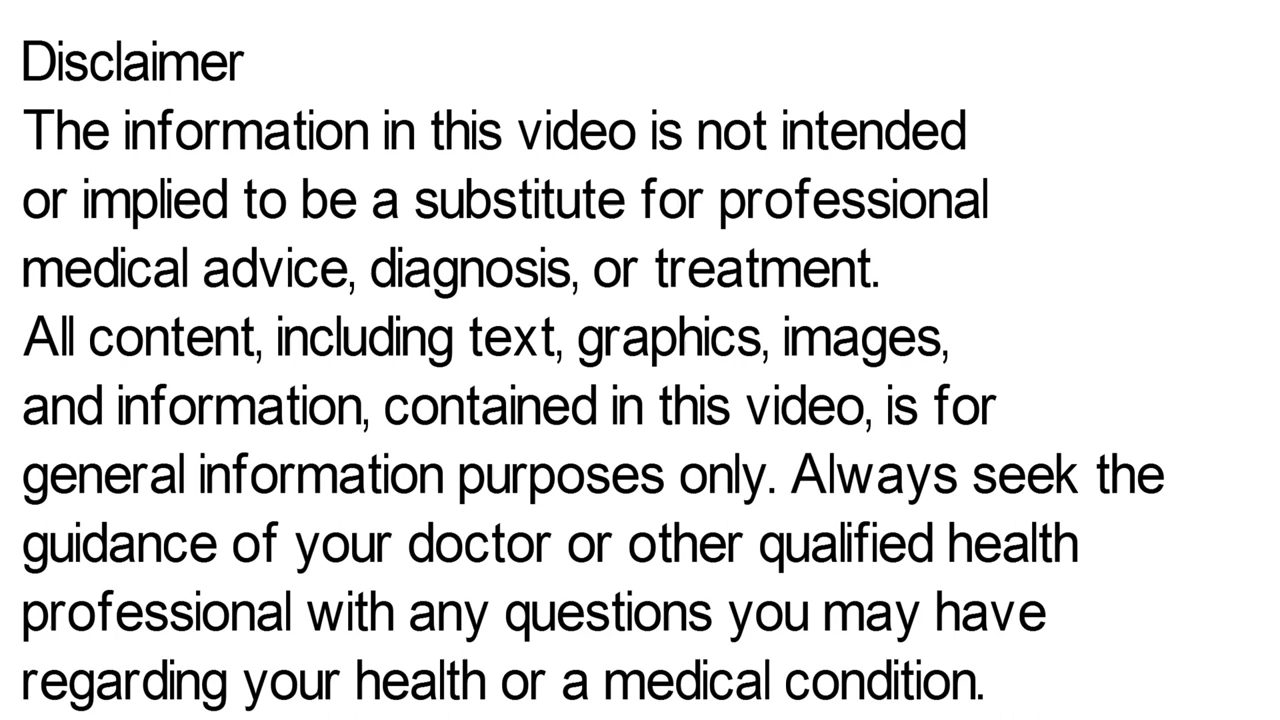 Disclaimer
The information in this video is not intended
or implied to be a substitute for professional
medical advice, diagnosis, or treatment.
All content, including text, graphics, images,
and information, contained in this video, is for
general information purposes only. Always seek the
guidance of your doctor or other qualified health
professional with any questions you may have
regarding your health or a medical condition.